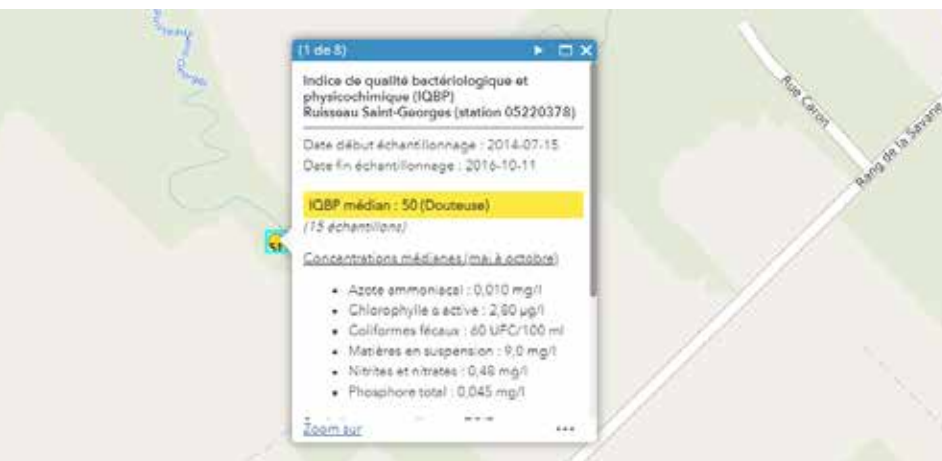 (1 de 8)
Indice de qualité bactériologique et
physicochimique (IQBP)
Ruisseau Saint-Georges (station 05220378)
Date début échantillonnage : 2014-07-15
Date fin échantillonnage : 2016-10-11
IQBP médian : 50 (Douteuse)
(15 échantillons)
Concentrations médianes (mai à octobre)
• Azote ammoniacal : 0,010 mg/l
• Chlorophylle a active : 2,80 µg/l
• Coliformes fécaux : 60 UFC/100 ml
• Matières en suspension : 9,0 mg/l
• Nitrites et nitrates : 0,48 mg/l
• Phosphore total : 0,045 mg/l
Zoom sur
Rue Caron
Rang de la Savane